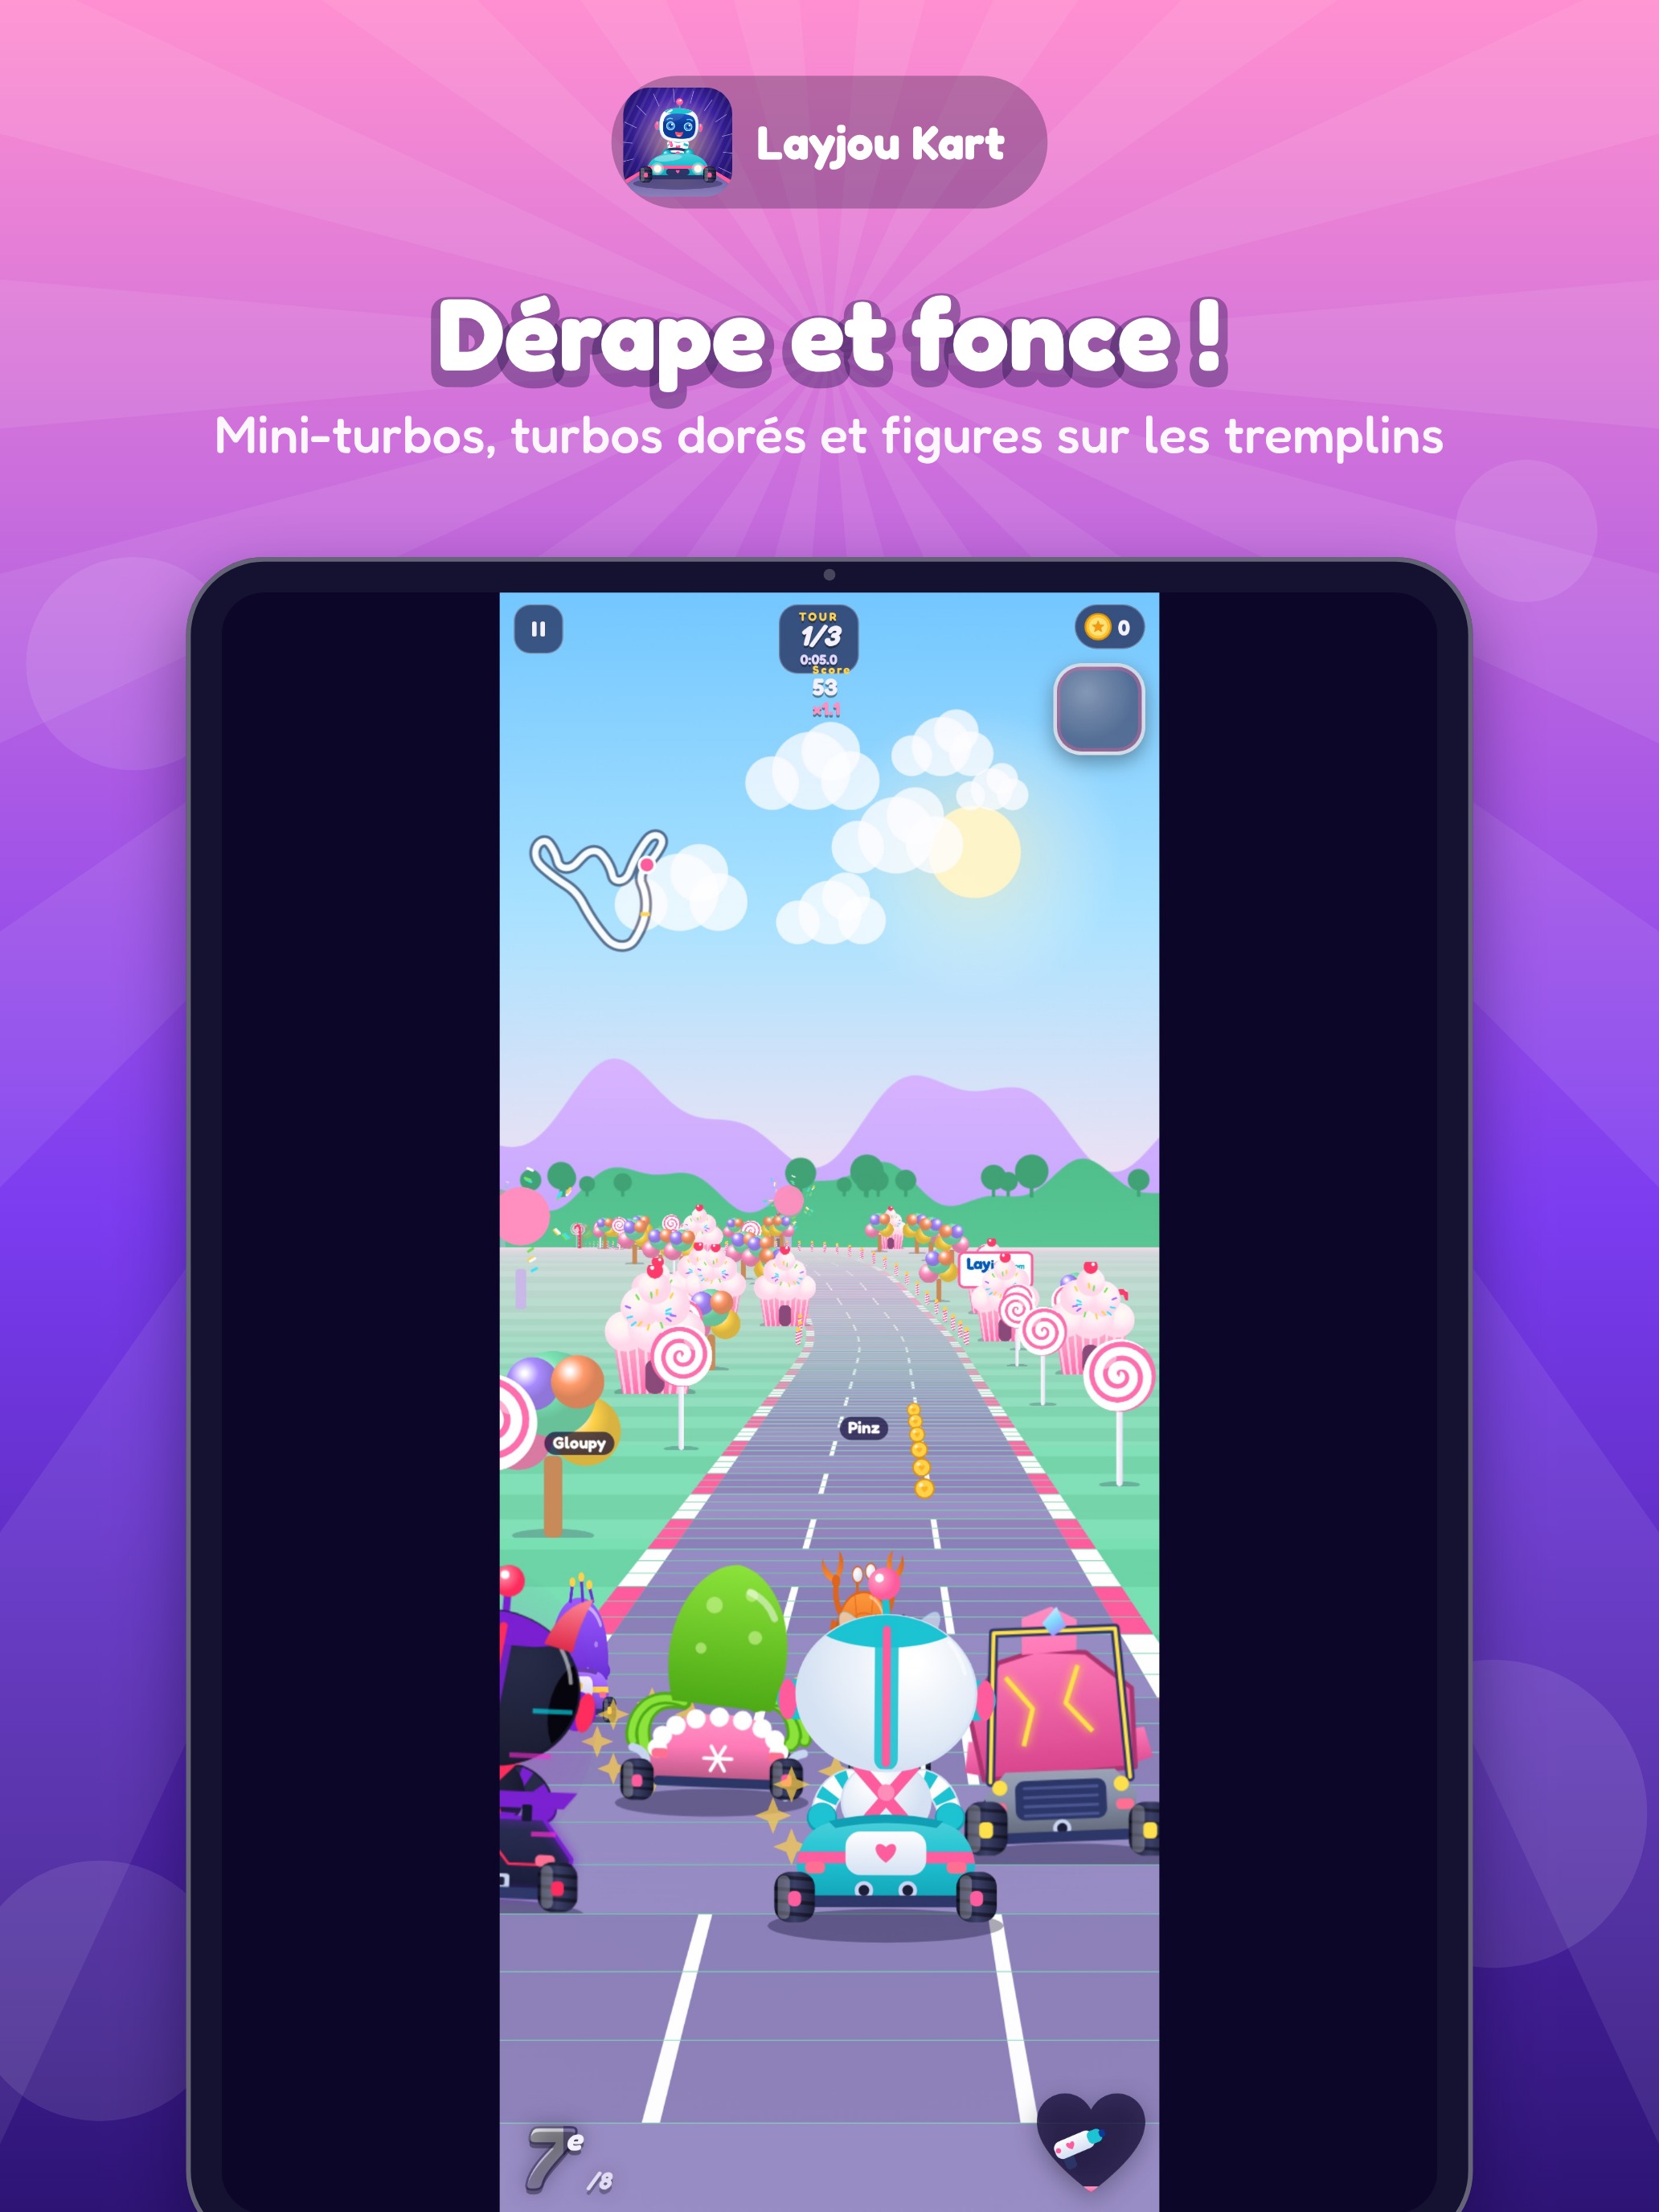 Layjou Kart
Dérape et fonce !
Mini-turbos, turbos dorés et figures sur les tremplins
TOUR
1/3
0:05.0
0
Score
53
x1.1
Pinz
Gloupy
7e /8